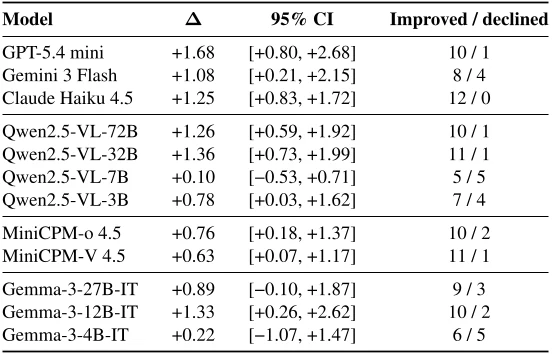 Model Δ 95% CI Improved / declined
GPT-5.4 mini +1.68 [+0.80, +2.68] 10 / 1
Gemini 3 Flash +1.08 [+0.21, +2.15] 8 / 4
Claude Haiku 4.5 +1.25 [+0.83, +1.72] 12 / 0
Qwen2.5-VL-72B +1.26 [+0.59, +1.92] 10 / 1
Qwen2.5-VL-32B +1.36 [+0.73, +1.99] 11 / 1
Qwen2.5-VL-7B +0.10 [−0.53, +0.71] 5 / 5
Qwen2.5-VL-3B +0.78 [+0.03, +1.62] 7 / 4
MiniCPM-o 4.5 +0.76 [+0.18, +1.37] 10 / 2
MiniCPM-V 4.5 +0.63 [+0.07, +1.17] 11 / 1
Gemma-3-27B-IT +0.89 [−0.10, +1.87] 9 / 3
Gemma-3-12B-IT +1.33 [+0.26, +2.62] 10 / 2
Gemma-3-4B-IT +0.22 [−1.07, +1.47] 6 / 5